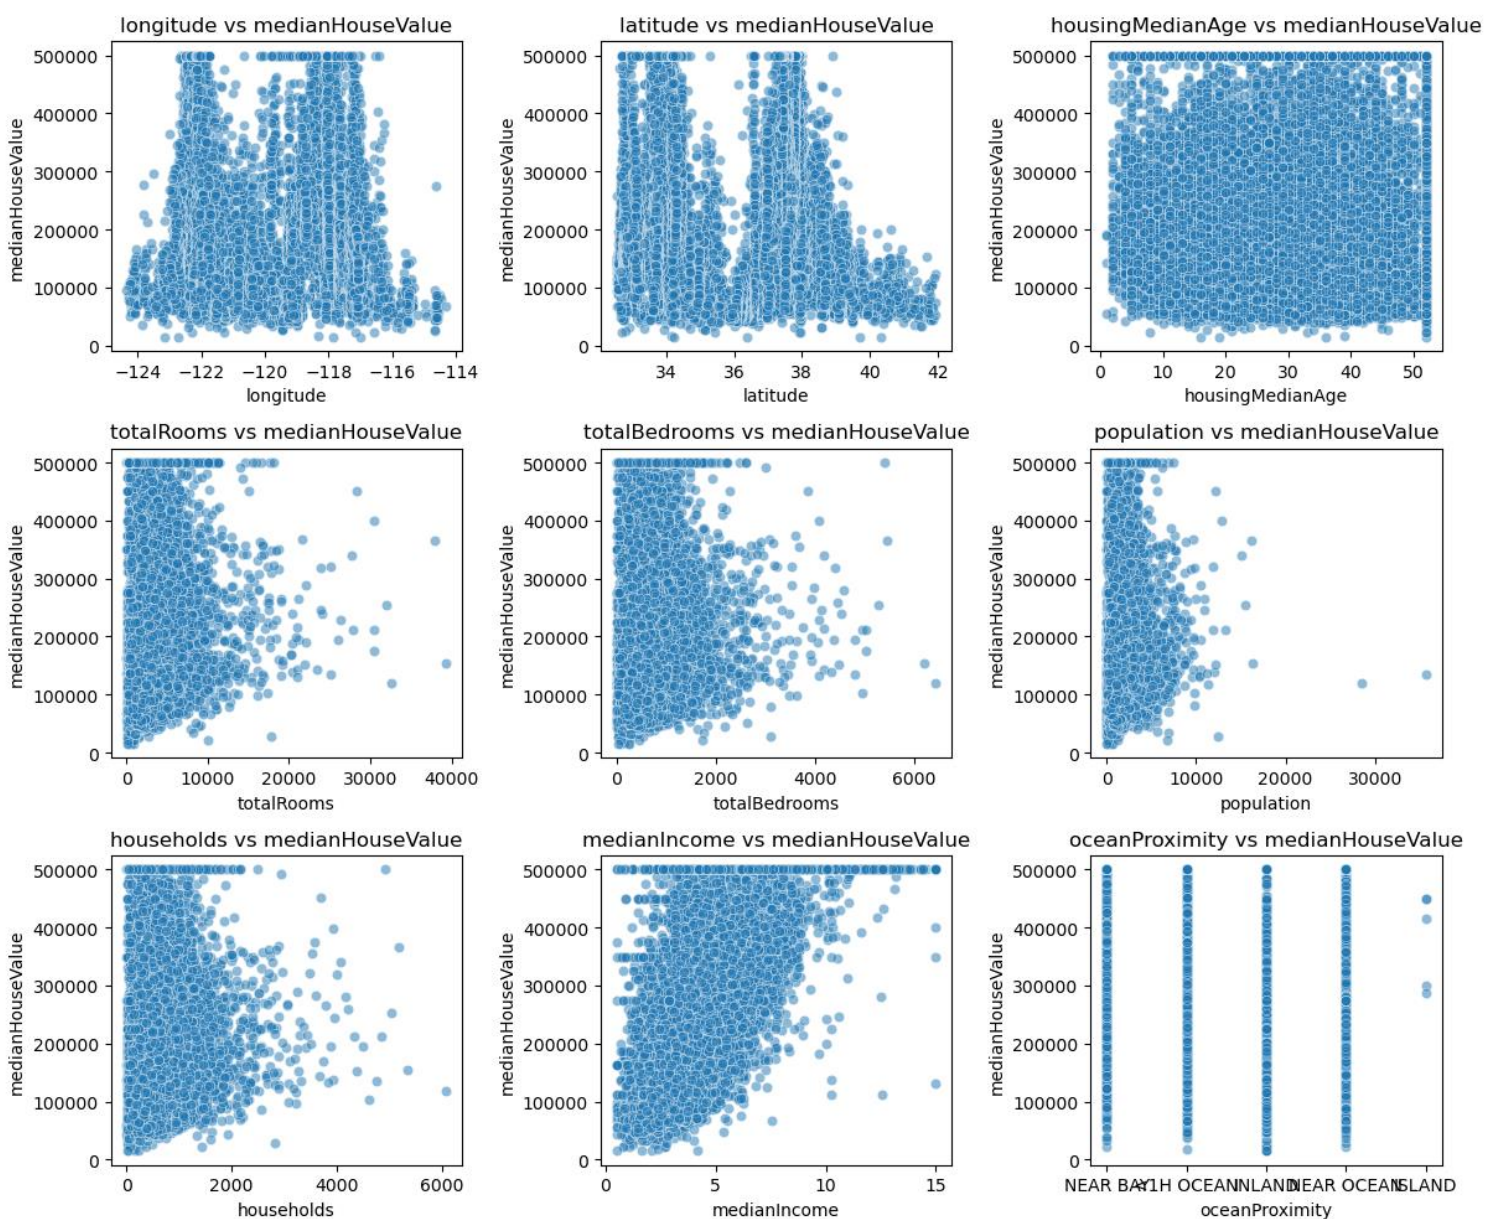 longitude vs medianHouseValue
medianHouseValue
500000
400000
300000
200000
100000
0
−124 −122 −120 −118 −116 −114
longitude
latitude vs medianHouseValue
medianHouseValue
500000
400000
300000
200000
100000
0
34 36 38 40 42
latitude
housingMedianAge vs medianHouseValue
medianHouseValue
500000
400000
300000
200000
100000
0
0 10 20 30 40 50
housingMedianAge
totalRooms vs medianHouseValue
medianHouseValue
500000
400000
300000
200000
100000
0
0 10000 20000 30000 40000
totalRooms
totalBedrooms vs medianHouseValue
medianHouseValue
500000
400000
300000
200000
100000
0
0 2000 4000 6000
totalBedrooms
population vs medianHouseValue
medianHouseValue
500000
400000
300000
200000
100000
0
0 10000 20000 30000
population
households vs medianHouseValue
medianHouseValue
500000
400000
300000
200000
100000
0
0 2000 4000 6000
households
medianIncome vs medianHouseValue
medianHouseValue
500000
400000
300000
200000
100000
0
0 5 10 15
medianIncome
oceanProximity vs medianHouseValue
medianHouseValue
500000
400000
300000
200000
100000
0
NEAR BAY <1H OCEAN INLAND NEAR OCEAN ISLAND
oceanProximity